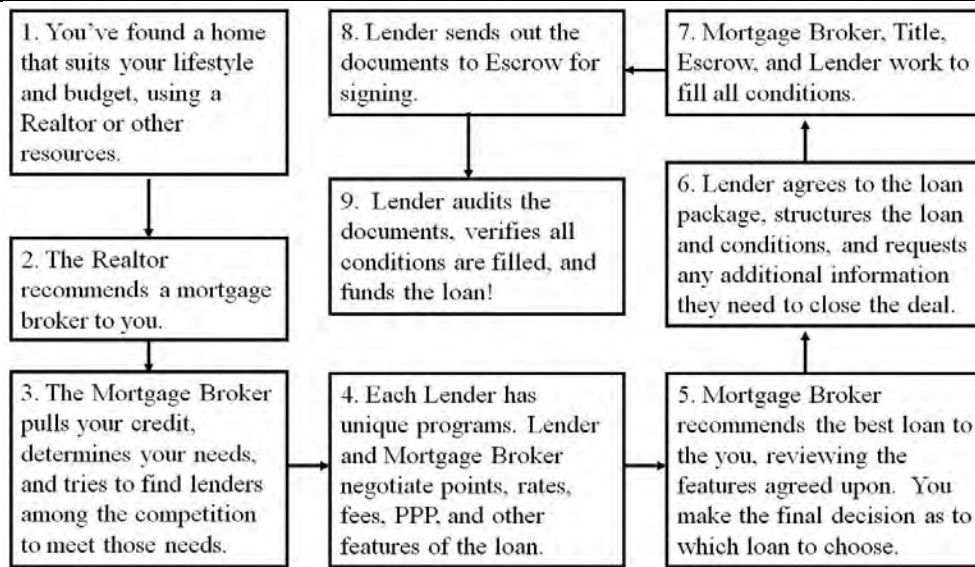 1. You've found a home
that suits your lifestyle
and budget, using a
Realtor or other
resources.
2. The Realtor
recommends a mortgage
broker to you.
3. The Mortgage Broker
pulls your credit,
determines your needs,
and tries to find lenders
among the competition
to meet those needs.
4. Each Lender has
unique programs. Lender
and Mortgage Broker
negotiate points, rates,
fees, PPP, and other
features of the loan.
5. Mortgage Broker
recommends the best loan to
the you, reviewing the
features agreed upon. You
make the final decision as to
which loan to choose.
6. Lender agrees to the loan
package, structures the loan
and conditions, and requests
any additional information
they need to close the deal.
7. Mortgage Broker, Title,
Escrow, and Lender work to
fill all conditions.
8. Lender sends out the
documents to Escrow for
signing.
9. Lender audits the
documents, verifies all
conditions are filled, and
funds the loan!